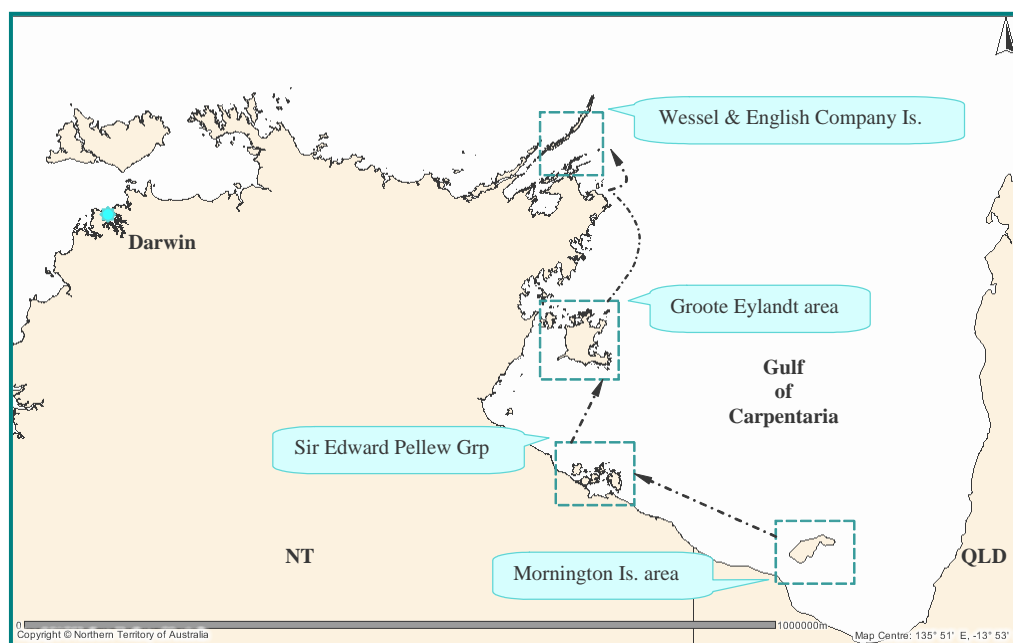 Wessel & English Company Is.
Darwin
Groote Eylandt area
Gulf
of
Carpentaria
Sir Edward Pellew Grp
NT
QLD
Mornington Is. area
0
1000000m
Copyright © Northern Territory of Australia
Map Centre: 135° 51' E, -13° 53'